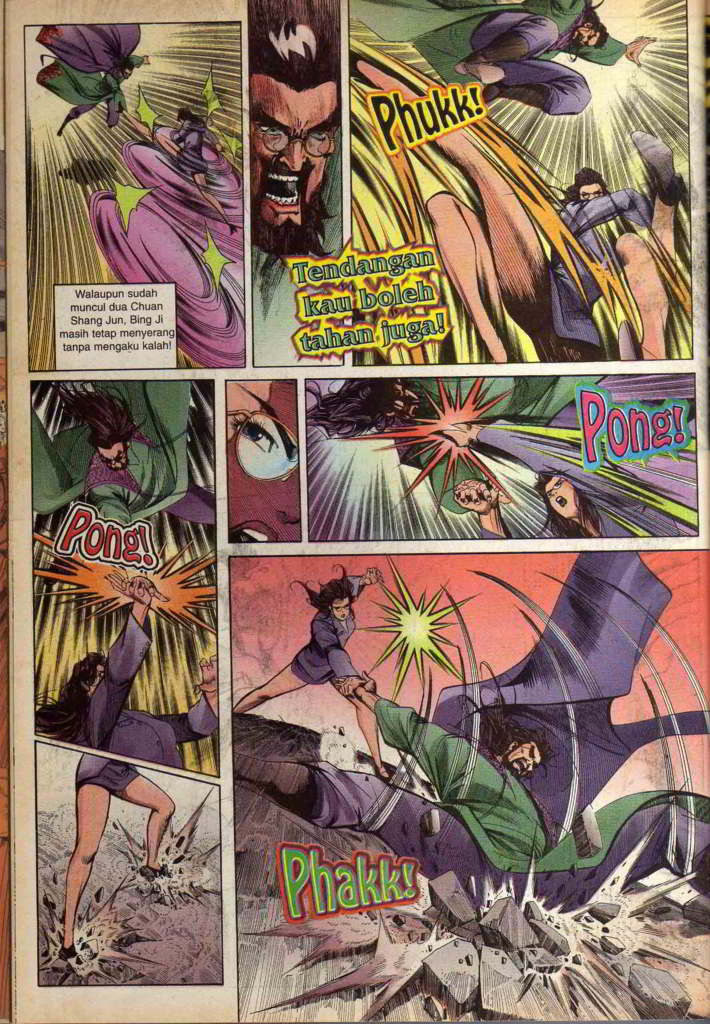 Phukk!
Tendangan
kau boleh
tahan juga!
Walaupun sudah
muncul dua Chuan
Shang Jun, Bing Ji
masih tetap menyerang
tanpa mengaku kalah!
Pong!
Pong!
Phakk!